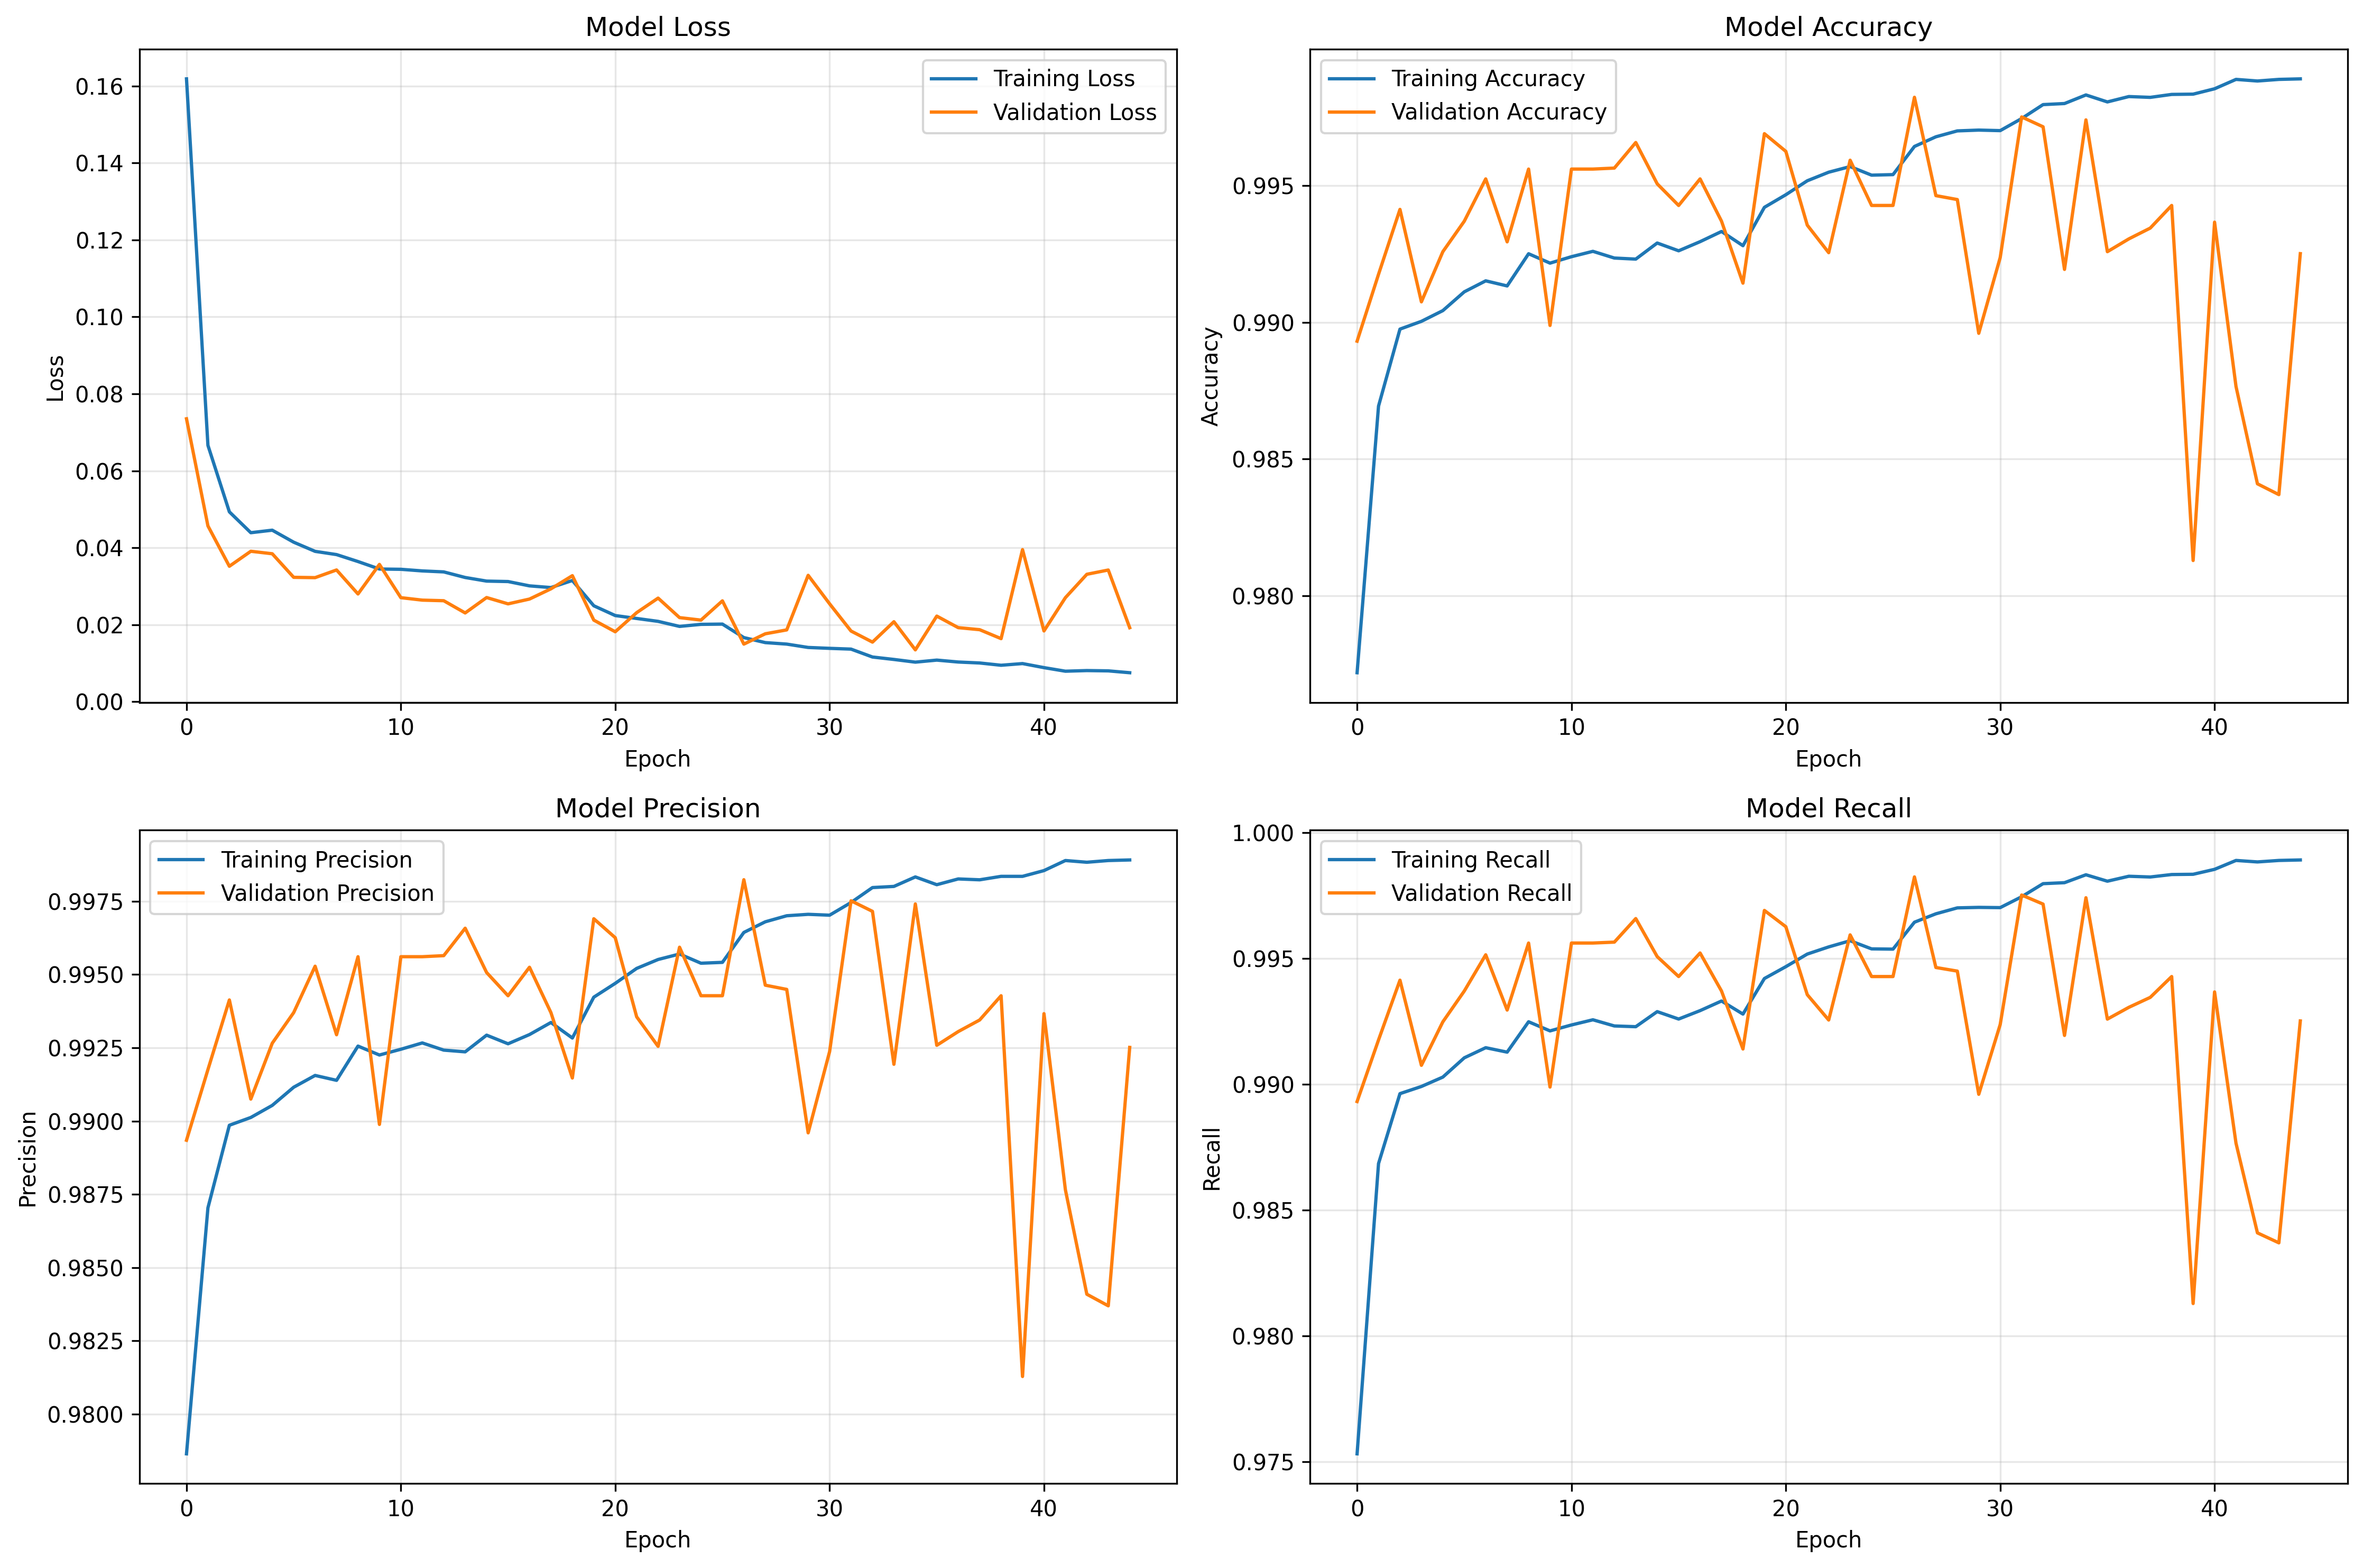 Model Loss
Training Loss
Validation Loss
Loss
0.16
0.14
0.12
0.10
0.08
0.06
0.04
0.02
0.00
0 10 20 30 40
Epoch
Model Accuracy
Training Accuracy
Validation Accuracy
Accuracy
0.995
0.990
0.985
0.980
0 10 20 30 40
Epoch
Model Precision
Training Precision
Validation Precision
Precision
0.9975
0.9950
0.9925
0.9900
0.9875
0.9850
0.9825
0.9800
0 10 20 30 40
Epoch
Model Recall
Training Recall
Validation Recall
Recall
1.000
0.995
0.990
0.985
0.980
0.975
0 10 20 30 40
Epoch